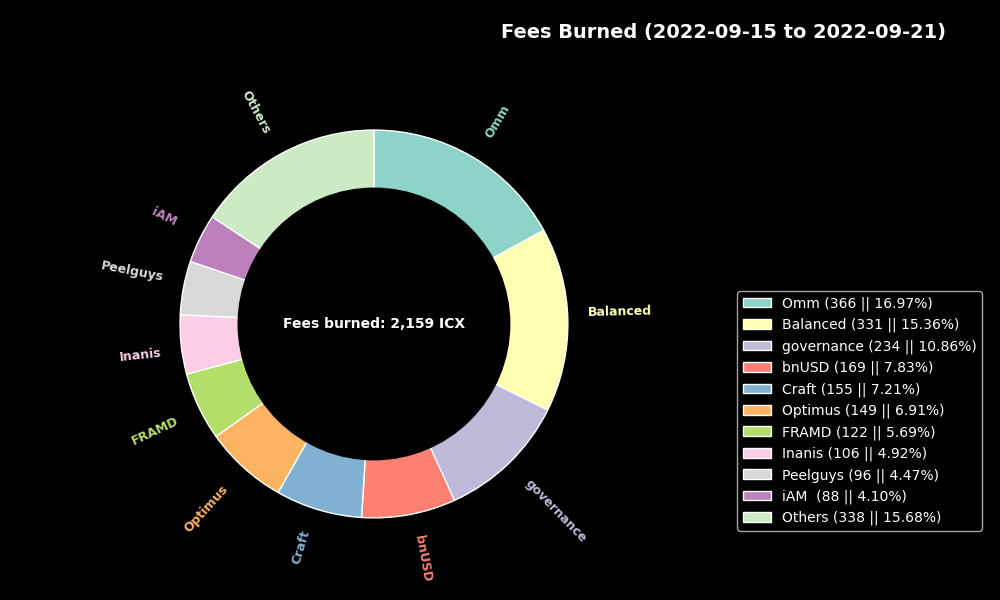 Fees Burned (2022-09-15 to 2022-09-21)
Others
Omm
iAM
Peelguys
Balanced
Fees burned: 2,159 ICX
Inanis
FRAMD
Optimus
governance
Craft
bnUSD
Omm (366 || 16.97%)
Balanced (331 || 15.36%)
governance (234 || 10.86%)
bnUSD (169 || 7.83%)
Craft (155 || 7.21%)
Optimus (149 || 6.91%)
FRAMD (122 || 5.69%)
Inanis (106 || 4.92%)
Peelguys (96 || 4.47%)
iAM  (88 || 4.10%)
Others (338 || 15.68%)